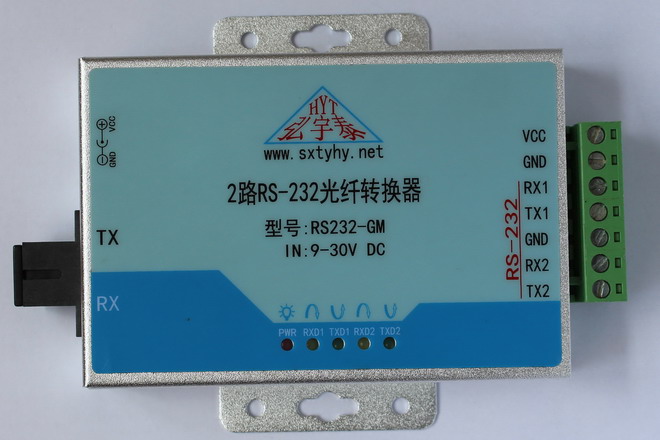 HYT
弘宇泰
www.sxtyhy.net
2路RS-232光纤转换器
型号:RS232-GM
IN:9-30V DC
VCC
GND
TX
RX
RS-232
VCC
GND
RX1
TX1
GND
RX2
TX2
PWR RXD1 TXD1 RXD2 TXD2